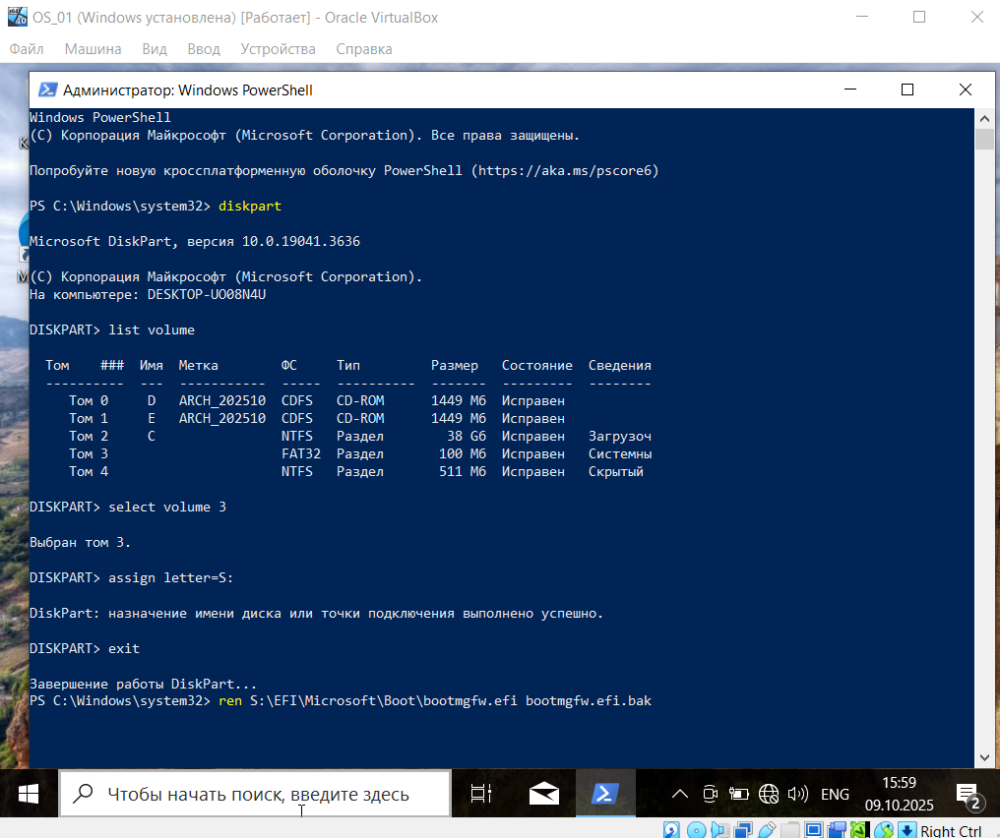 OS_01 (Windows установлена) [Работает] - Oracle VirtualBox
Файл Машина Вид Ввод Устройства Справка
Администратор: Windows PowerShell
Windows PowerShell
(C) Корпорация Майкрософт (Microsoft Corporation). Все права защищены.
Попробуйте новую кроссплатформенную оболочку PowerShell (https://aka.ms/pscore6)
PS C:\Windows\system32> diskpart
Microsoft DiskPart, версия 10.0.19041.3636
(C) Корпорация Майкрософт (Microsoft Corporation).
На компьютере: DESKTOP-UO08N4U
DISKPART> list volume
Том ### Имя Метка ФС Тип Размер Состояние Сведения
---------- --- ----------- ----- ---------- ------- --------- --------
Том 0 D ARCH_202510 CDFS CD-ROM 1449 Мб Исправен
Том 1 E ARCH_202510 CDFS CD-ROM 1449 Мб Исправен
Том 2 C NTFS Раздел 38 Gб Исправен Загрузоч
Том 3 FAT32 Раздел 100 Мб Исправен Системны
Том 4 NTFS Раздел 511 Мб Исправен Скрытый
DISKPART> select volume 3
Выбран том 3.
DISKPART> assign letter=S:
DiskPart: назначение имени диска или точки подключения выполнено успешно.
DISKPART> exit
Завершение работы DiskPart...
PS C:\Windows\system32> ren S:\EFI\Microsoft\Boot\bootmgfw.efi bootmgfw.efi.bak
Чтобы начать поиск, введите здесь
ENG
15:59
09.10.2025
2
Right Ctrl